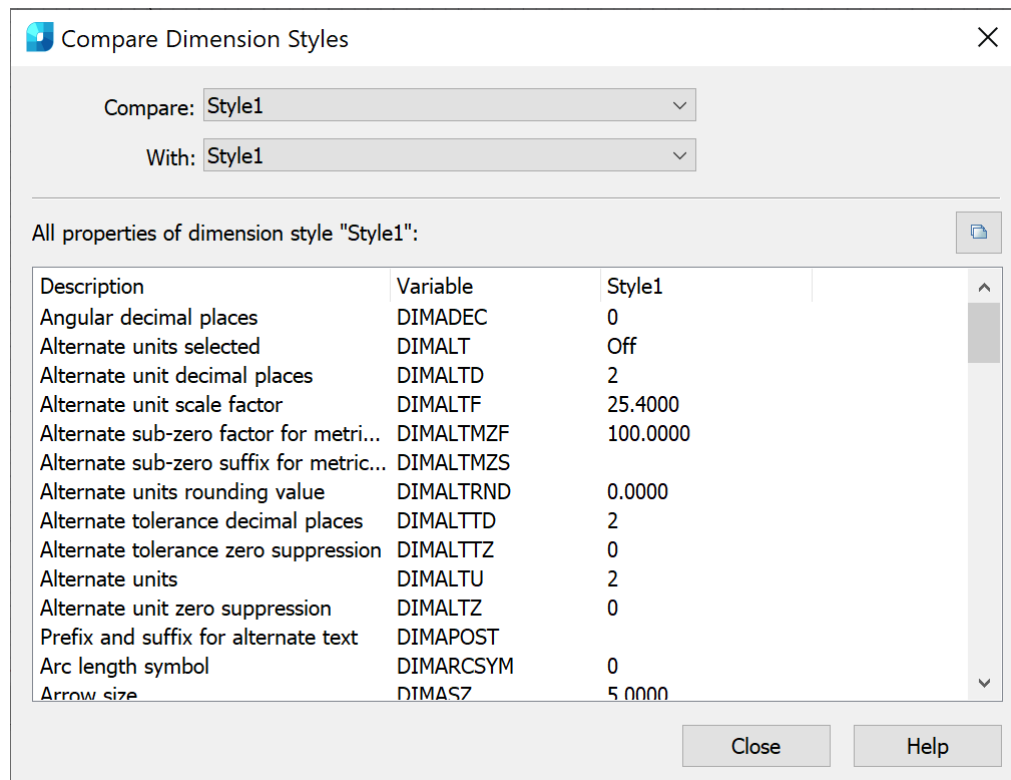 Compare Dimension Styles
Compare: Style1
With: Style1
All properties of dimension style "Style1":
Description Variable Style1
Angular decimal places DIMADEC 0
Alternate units selected DIMALT Off
Alternate unit decimal places DIMALTD 2
Alternate unit scale factor DIMALTF 25.4000
Alternate sub-zero factor for metri... DIMALTMZF 100.0000
Alternate sub-zero suffix for metric... DIMALTMZS
Alternate units rounding value DIMALTRND 0.0000
Alternate tolerance decimal places DIMALTTD 2
Alternate tolerance zero suppression DIMALTTZ 0
Alternate units DIMALTU 2
Alternate unit zero suppression DIMALTZ 0
Prefix and suffix for alternate text DIMAPOST
Arc length symbol DIMARCSYM 0
Arrow size DIMASZ 5.0000
Close Help